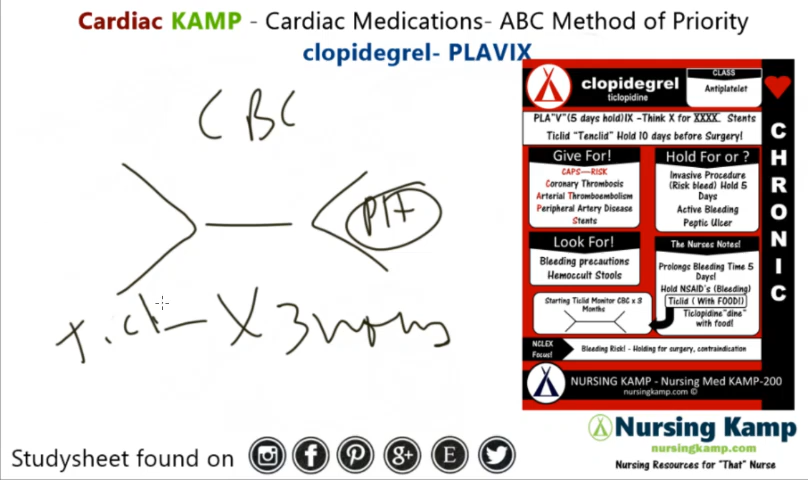 Cardiac KAMP - Cardiac Medications- ABC Method of Priority
clopidogrel- PLAVIX
CBC
Plt
X 3 months
clopidegrel
ticlopidine
CLASS
Antiplatelet
PLA"V"(5 days hold)IX -Think X for XXXX Stents
Ticlid "Tenclid" Hold 10 days before Surgery!
Give For!
CAPS—RISK
Coronary Thrombosis
Arterial Thromboembolism
Peripheral Artery Disease
Stents
Hold For or ?
Invasive Procedure
(Risk bleed) Hold 5
Days
Active Bleeding
Peptic Ulcer
Look For!
Bleeding precautions
Hemoccult Stools
The Nurses Notes!
Prolongs Bleeding Time 5
Days!
Hold NSAID's (Bleeding)
Ticlid ( With FOOD!)
Ticlopidine"dine"
with food!
Starting Ticlid Monitor CBC x 3
Months
NCLEX
Focus!
Bleeding Risk! - Holding for surgery, contraindication
NURSING KAMP - Nursing Med KAMP-200
nursingkamp.com ©
CHRONIC
Nursing Kamp
nursingkamp.com
Nursing Resources for "That" Nurse
Studysheet found on